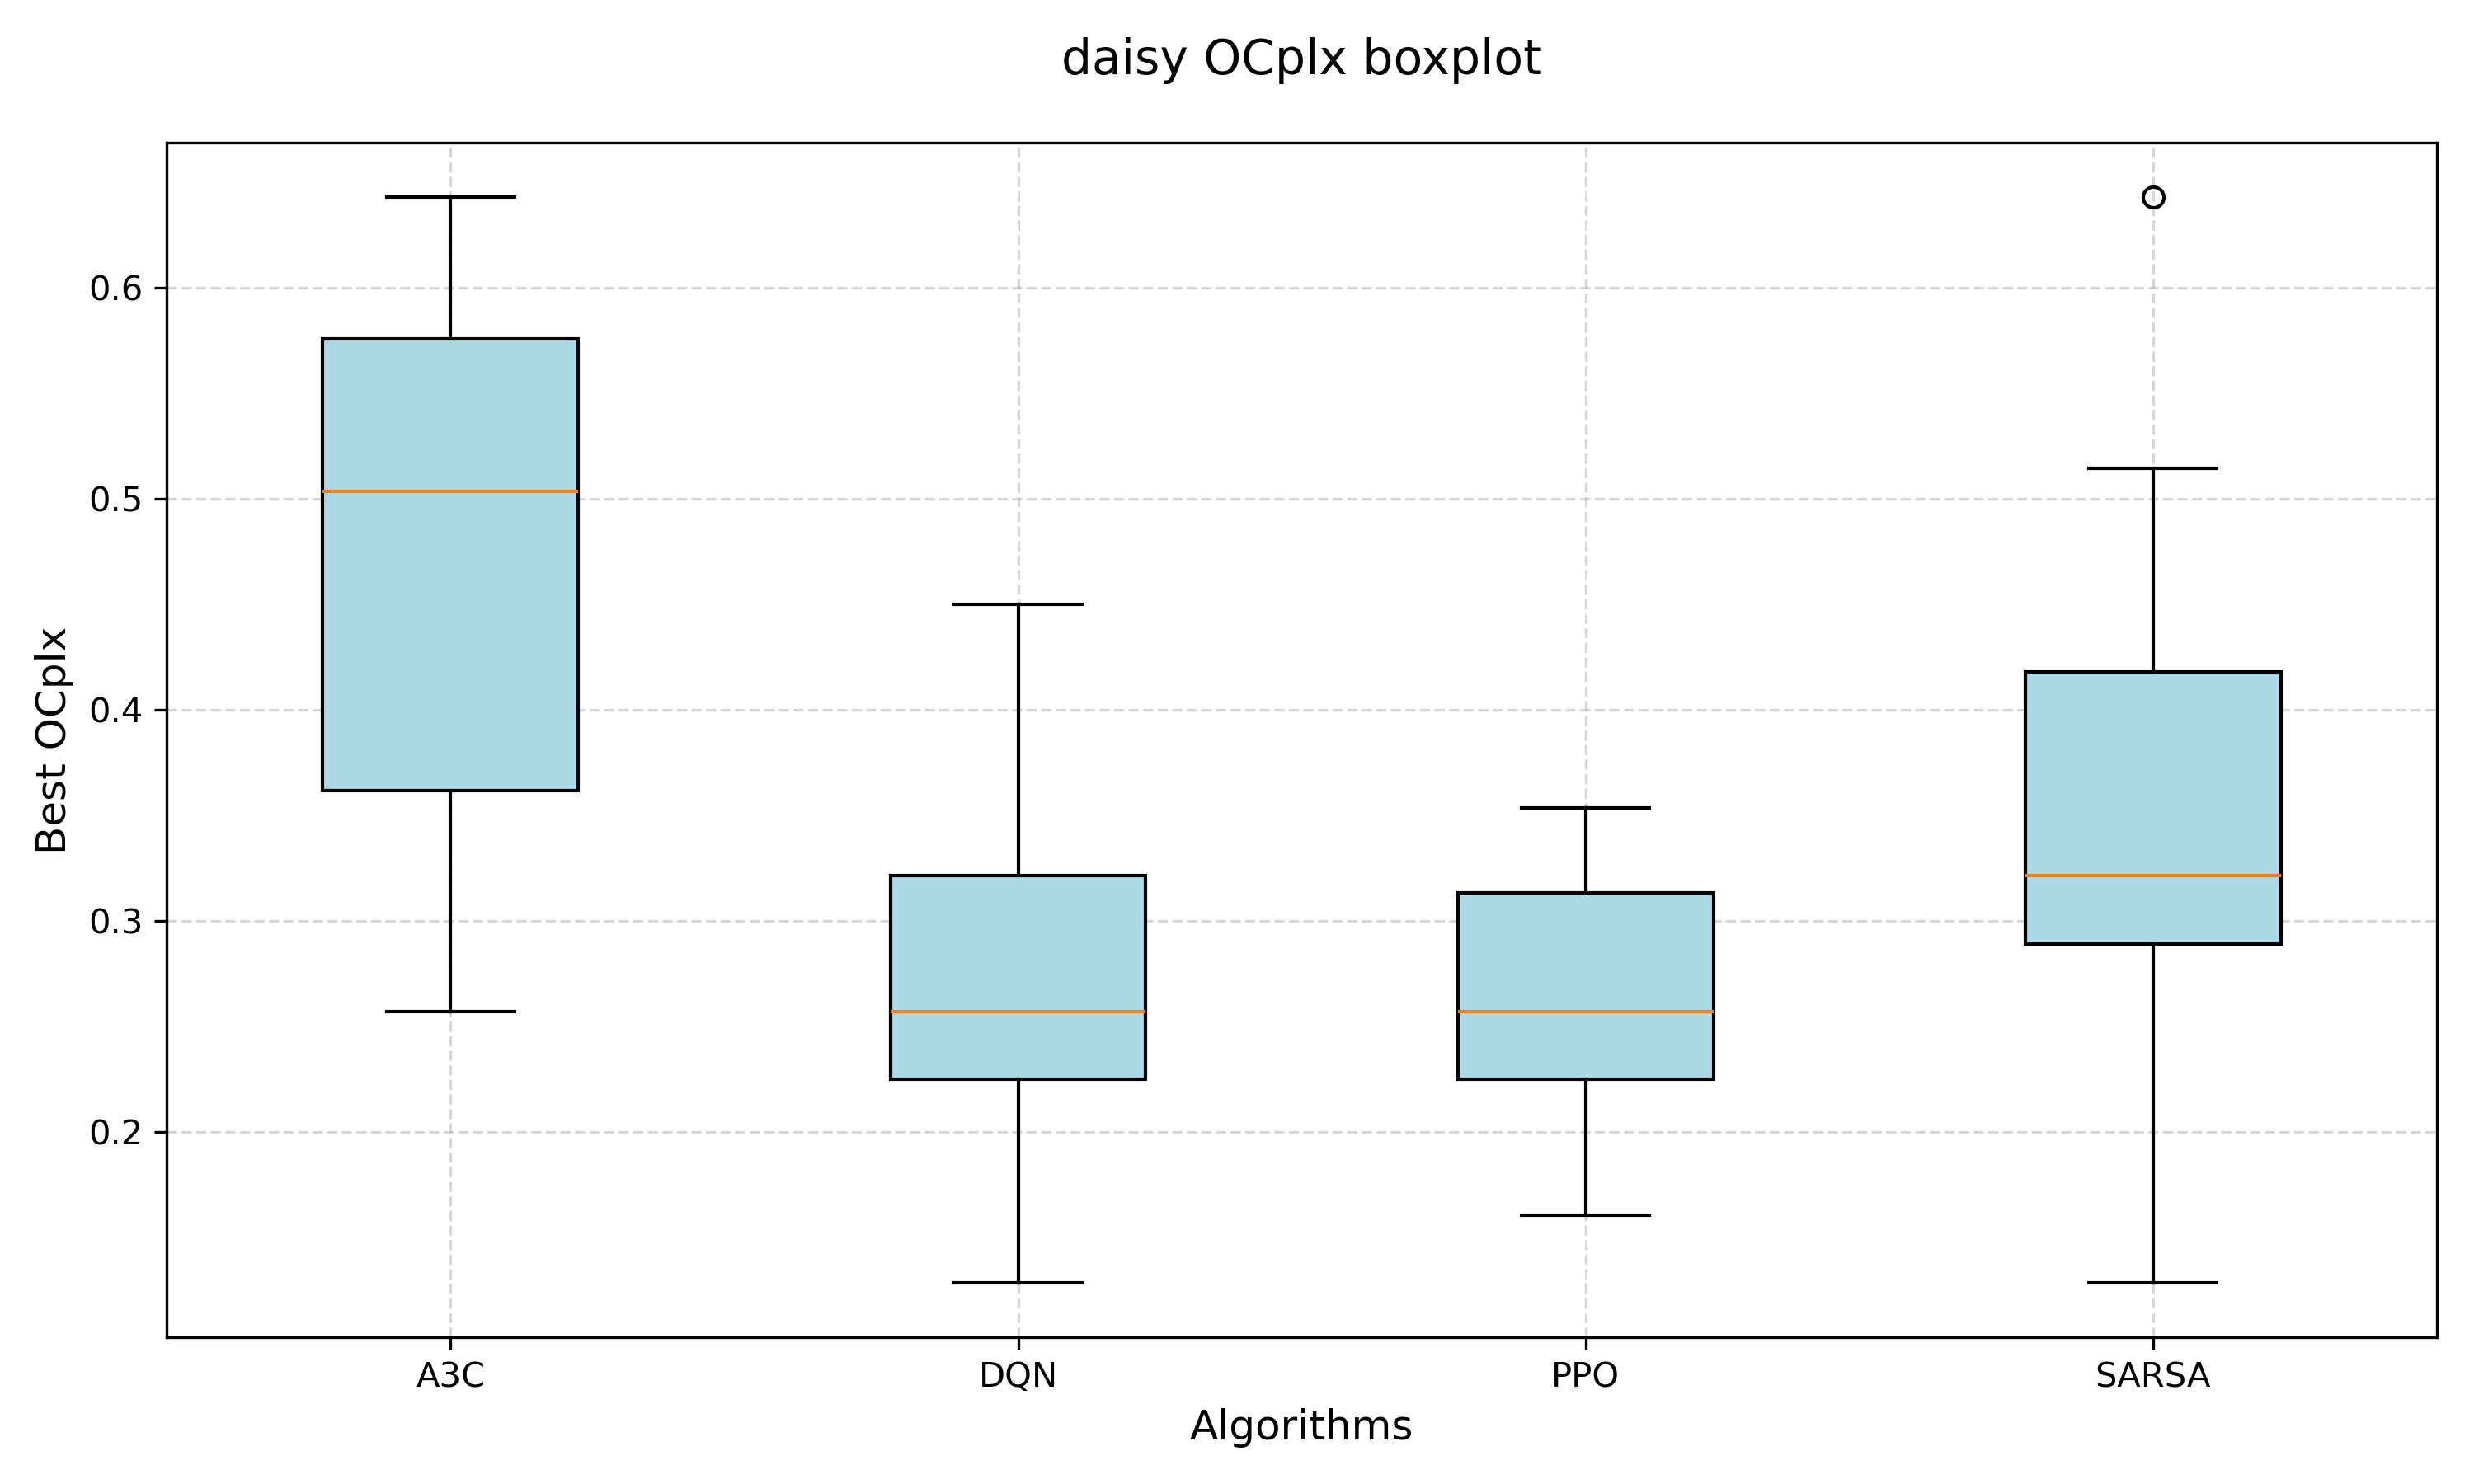 daisy OCplx boxplot
Best OCplx
0.6
0.5
0.4
0.3
0.2
A3C DQN PPO SARSA
Algorithms